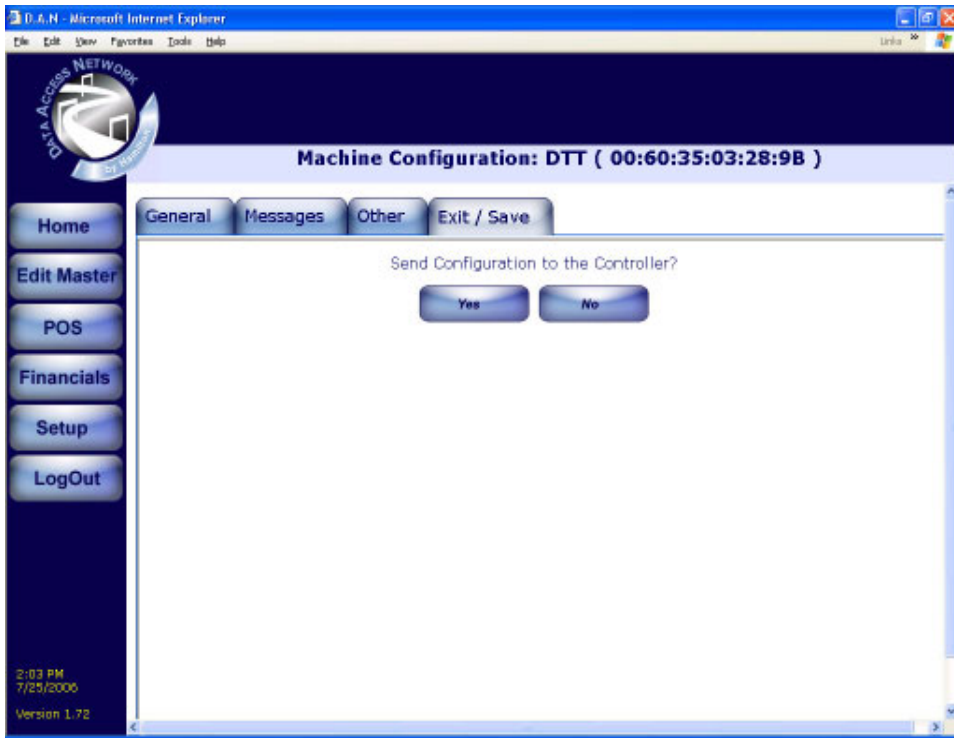 D.A.N - Microsoft Internet Explorer
File Edit View Favorites Tools Help
Links »
DATA ACCESS NETWORK
by Hamilton
Machine Configuration: DTT ( 00:60:35:03:28:9B )
General Messages Other Exit / Save
Send Configuration to the Controller?
Yes No
Home
Edit Master
POS
Financials
Setup
LogOut
2:03 PM
7/25/2006
Version 1.72